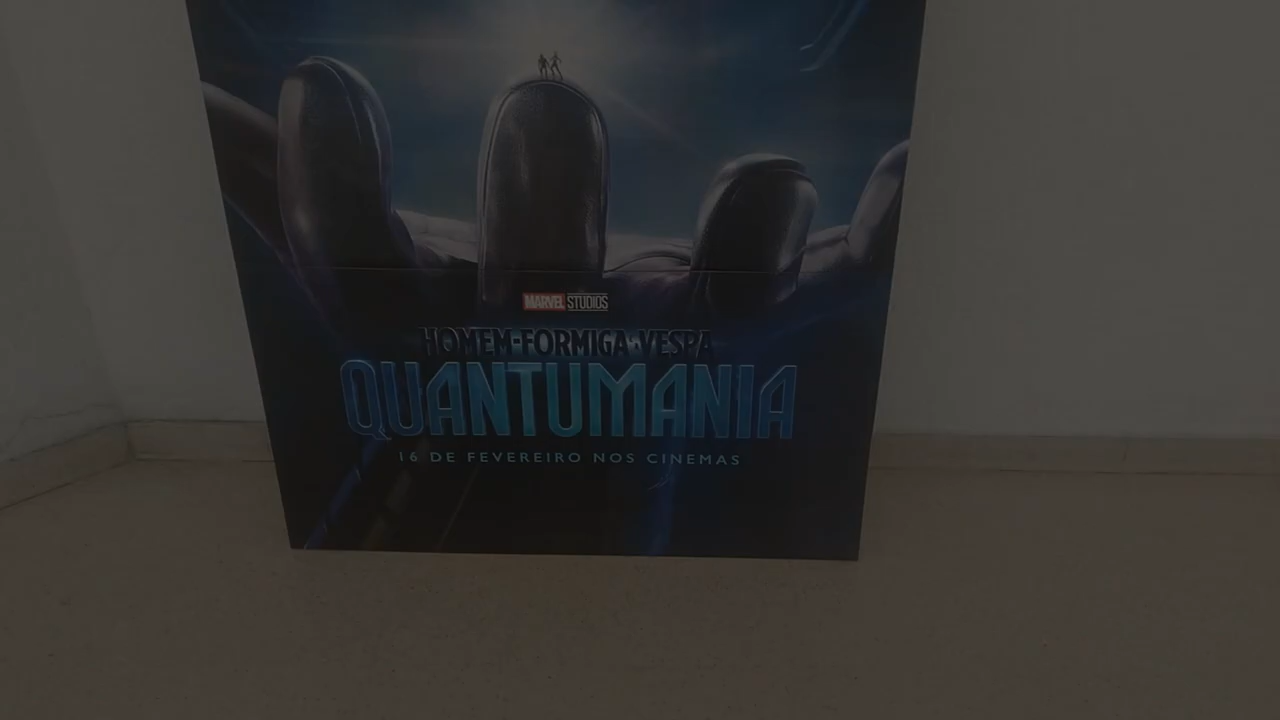 MARVEL STUDIOS
HOMEM-FORMIGA E VESPA
QUANTUMANIA
16 DE FEVEREIRO NOS CINEMAS